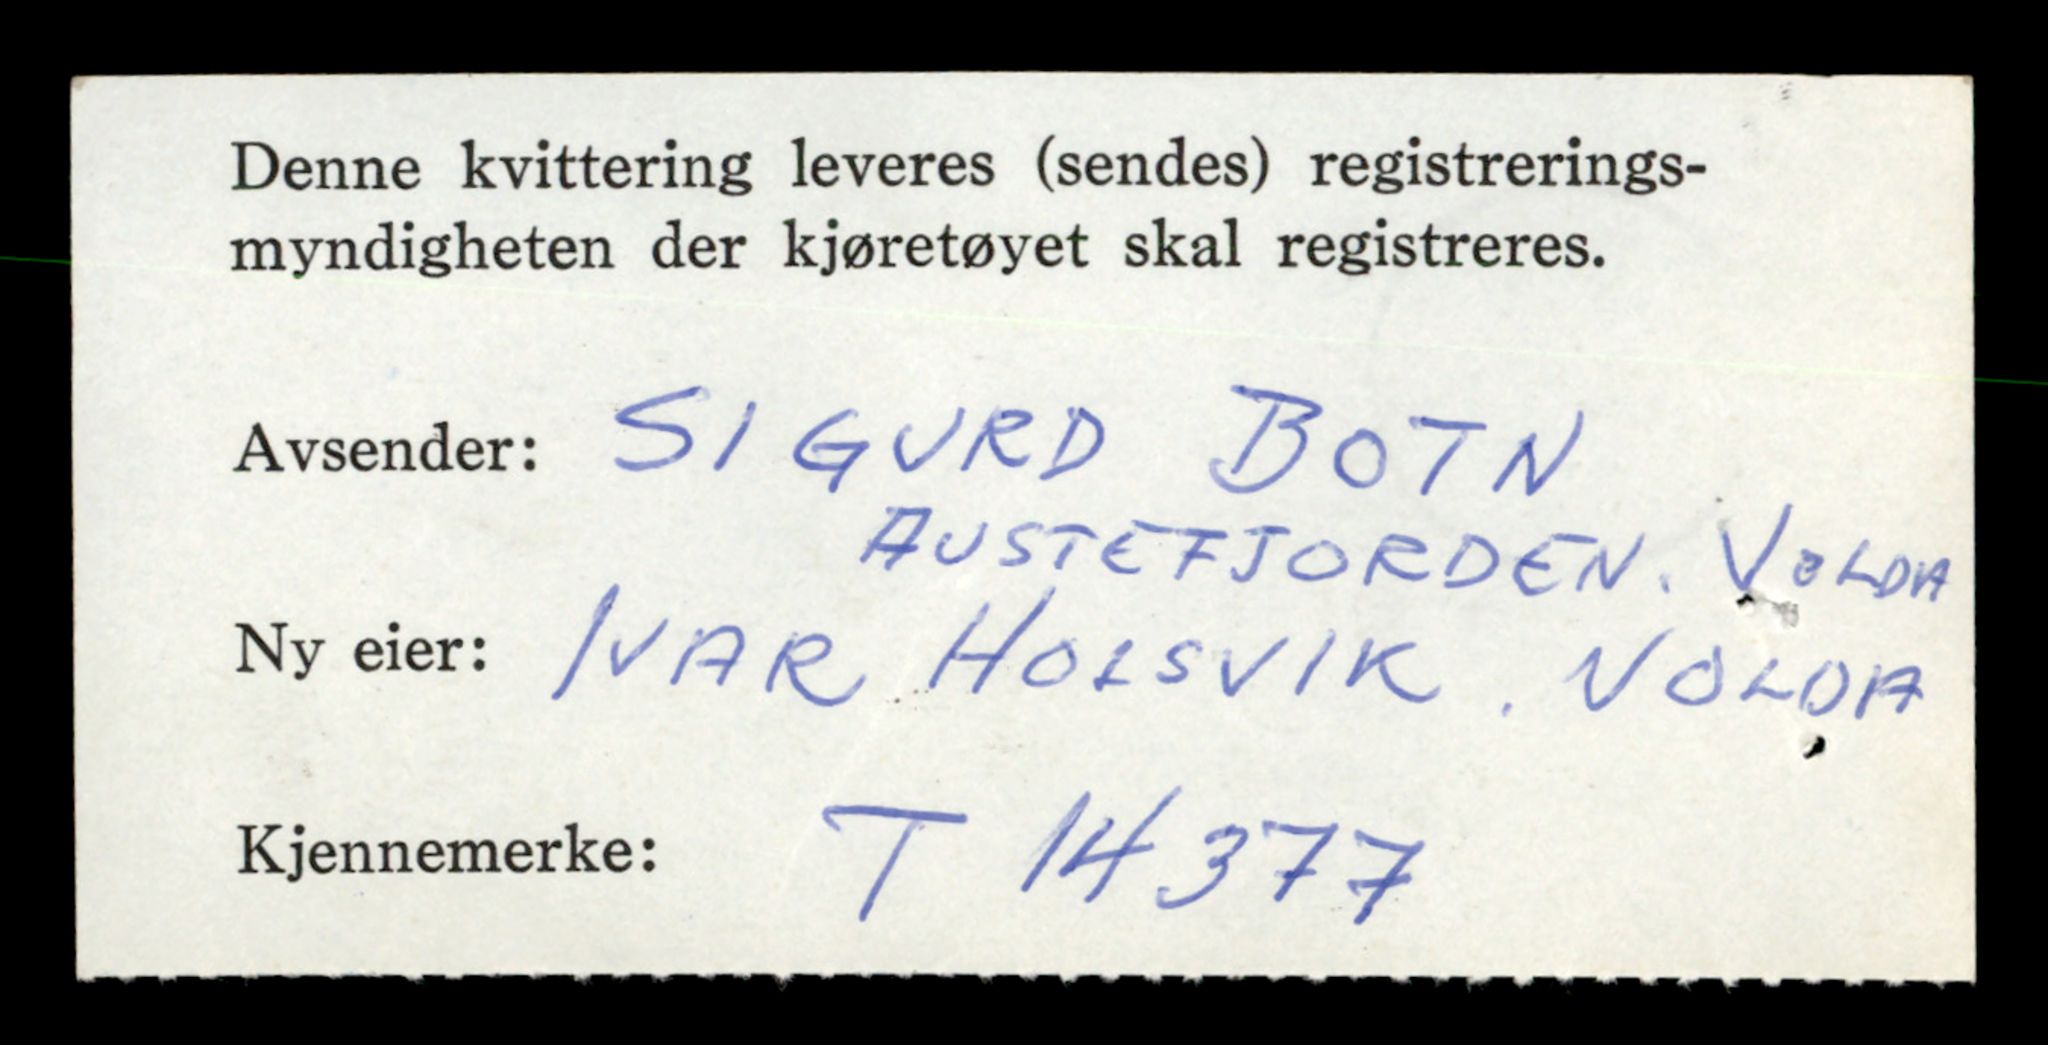 Denne kvittering leveres (sendes) registrerings-
myndigheten der kjøretøyet skal registreres.
Avsender: SIGURD BOTN
AUSTEFJORDEN. VOLDA
Ny eier: IVAR HOLSVIK. VOLDA
Kjennemerke: T 14377